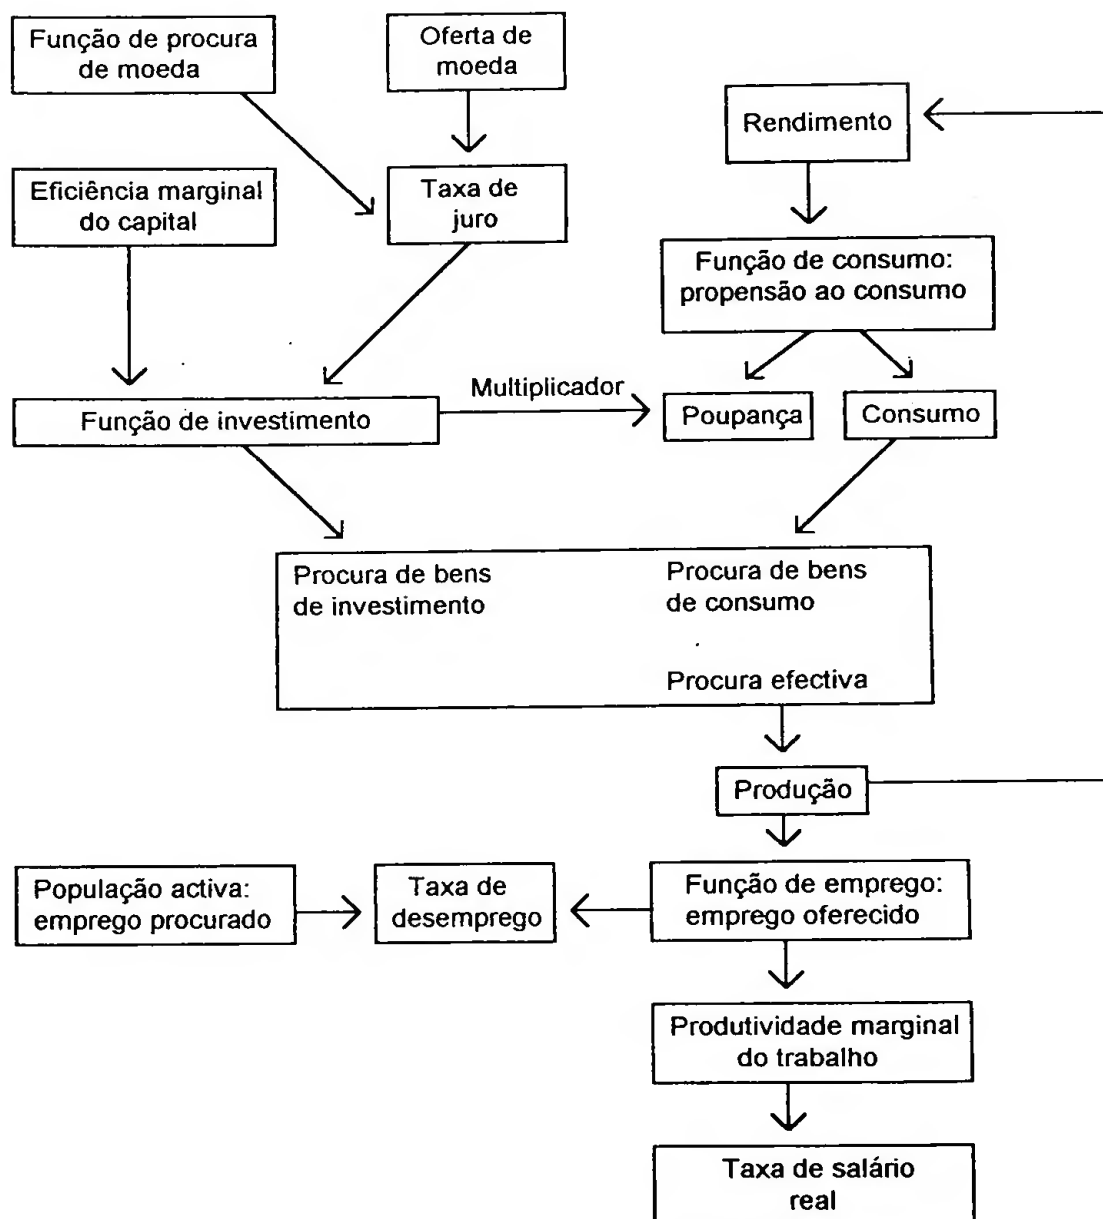 Função de procura
de moeda
Oferta de
moeda
Rendimento
Eficiência marginal
do capital
Taxa de
juro
Função de consumo:
propensão ao consumo
Função de investimento
Multiplicador
Poupança
Consumo
Procura de bens
de investimento
Procura de bens
de consumo
Procura efectiva
Produção
População activa:
emprego procurado
Taxa de
desemprego
Função de emprego:
emprego oferecido
Produtividade marginal
do trabalho
Taxa de salário
real